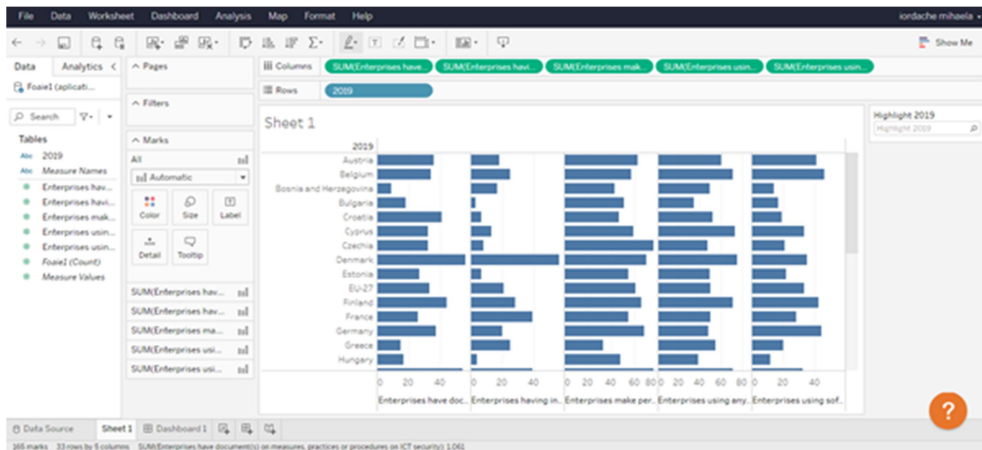 File Data Worksheet Dashboard Analysis Map Format Help iordache mihaela
Show Me
Data Analytics
Foaie1 (aplicati...
Search
Tables
Abc 2019
Abc Measure Names
Enterprises hav...
Enterprises havi...
Enterprises mak...
Enterprises usin...
Enterprises usin...
Foaie1 (Count)
Measure Values
Pages
Filters
Marks
All
Automatic
Color Size Label
Detail Tooltip
SUM(Enterprises hav...
SUM(Enterprises hav...
SUM(Enterprises ma...
SUM(Enterprises usi...
SUM(Enterprises usi...
Columns SUM(Enterprises have... SUM(Enterprises havi... SUM(Enterprises mak... SUM(Enterprises usin... SUM(Enterprises usin...
Rows 2019
Sheet 1
2019
Austria
Belgium
Bosnia and Herzegovina
Bulgaria
Croatia
Cyprus
Czechia
Denmark
Estonia
EU-27
Finland
France
Germany
Greece
Hungary
0 20 40 0 20 40 0 20 40 60 80 0 20 40 60 80 0 20 40
Enterprises have doc.. Enterprises having in.. Enterprises make per.. Enterprises using any.. Enterprises using sof..
Highlight 2019
Highlight 2019
?
Data Source Sheet 1 Dashboard 1
165 marks 33 rows by 5 columns SUM(Enterprises have document(s) on measures, practices or procedures on ICT security): 1,061